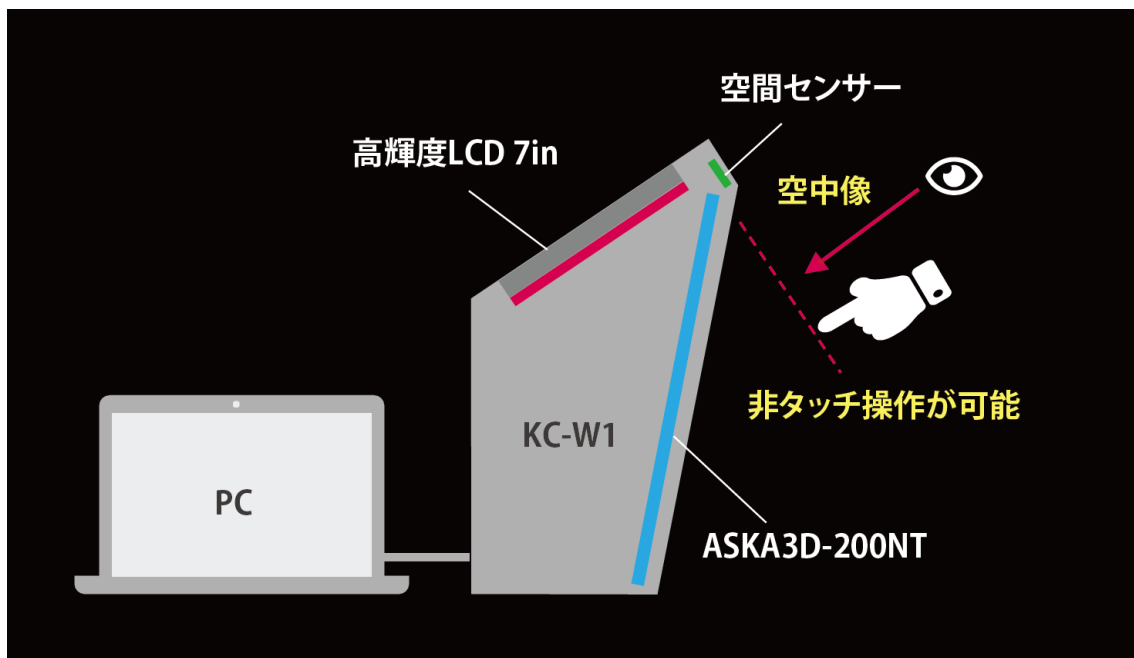 空間センサー
高輝度LCD 7in
空中像
非タッチ操作が可能
KC-W1
PC
ASKA3D-200NT